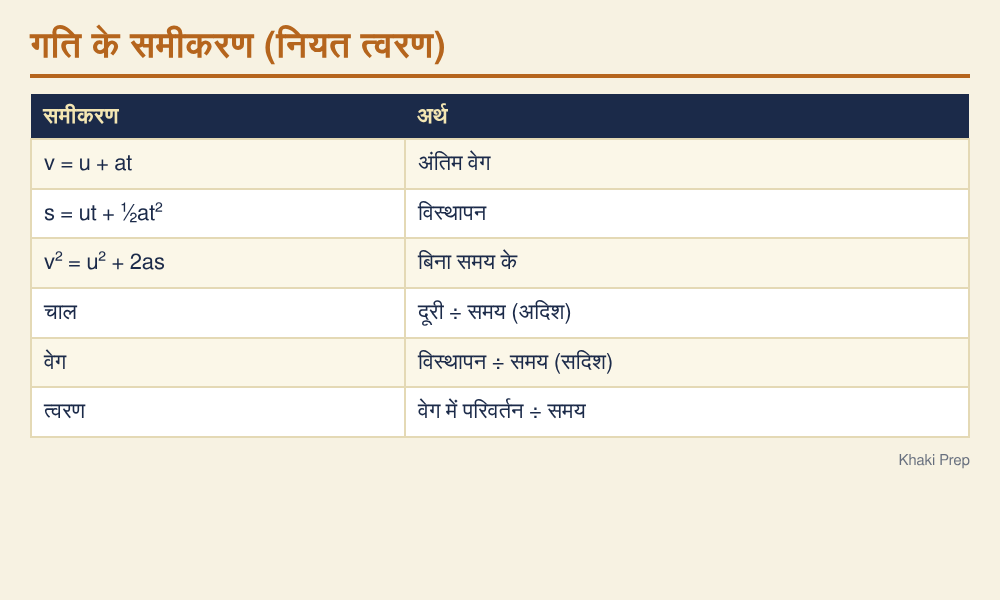 गति के समीकरण (नियत त्वरण)
समीकरण अर्थ
v = u + at अंतिम वेग
s = ut + ½at² विस्थापन
v² = u² + 2as बिना समय के
चाल दूरी ÷ समय (अदिश)
वेग विस्थापन ÷ समय (सदिश)
त्वरण वेग में परिवर्तन ÷ समय
Khaki Prep